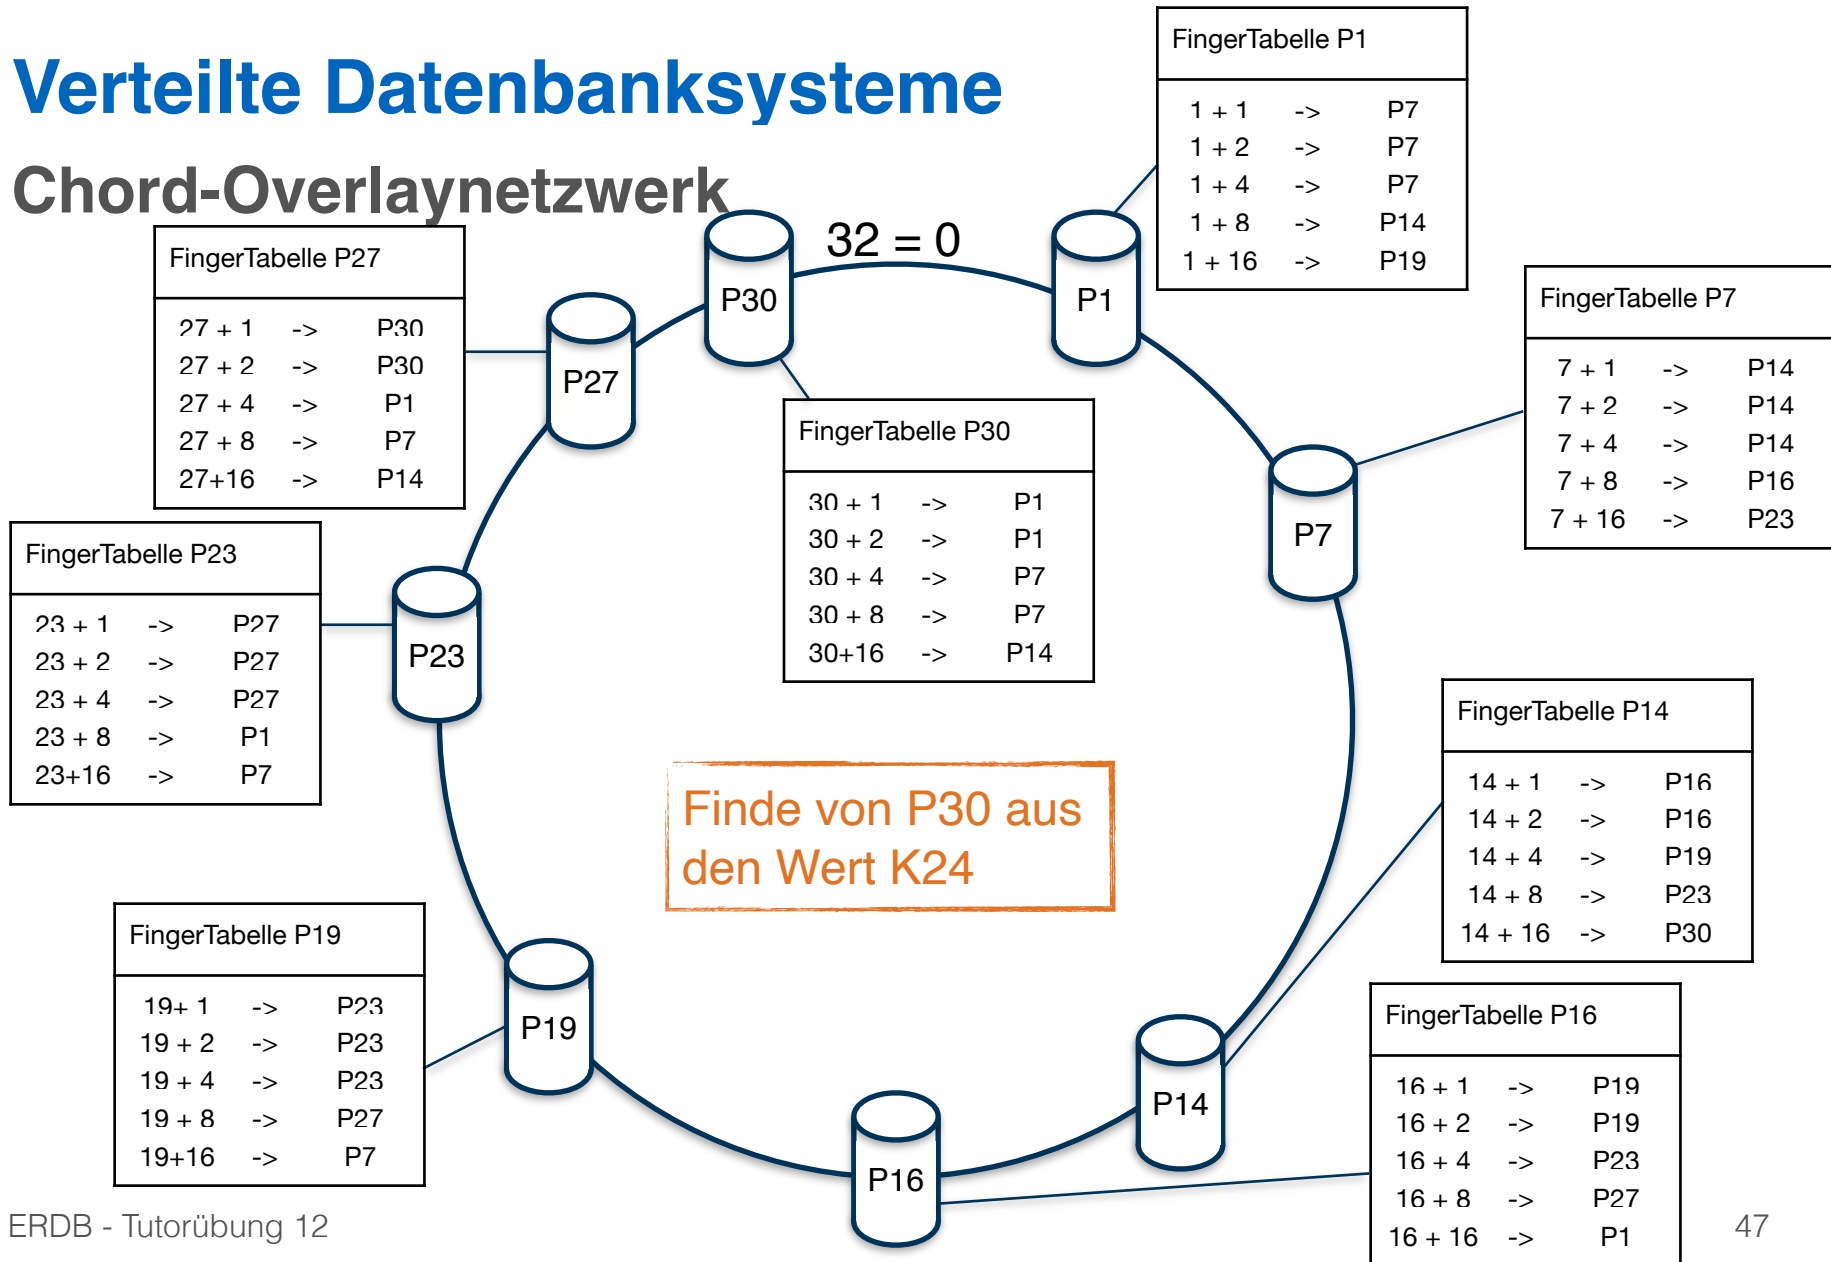 Verteilte Datenbanksysteme
Chord-Overlaynetzwerk
32 = 0
FingerTabelle P1
1 + 1 -> P7
1 + 2 -> P7
1 + 4 -> P7
1 + 8 -> P14
1 + 16 -> P19
FingerTabelle P27
27 + 1 -> P30
27 + 2 -> P30
27 + 4 -> P1
27 + 8 -> P7
27+16 -> P14
P30
P1
P27
FingerTabelle P7
7 + 1 -> P14
7 + 2 -> P14
7 + 4 -> P14
7 + 8 -> P16
7 + 16 -> P23
FingerTabelle P30
30 + 1 -> P1
30 + 2 -> P1
30 + 4 -> P7
30 + 8 -> P7
30+16 -> P14
P7
FingerTabelle P23
23 + 1 -> P27
23 + 2 -> P27
23 + 4 -> P27
23 + 8 -> P1
23+16 -> P7
P23
Finde von P30 aus
den Wert K24
FingerTabelle P14
14 + 1 -> P16
14 + 2 -> P16
14 + 4 -> P19
14 + 8 -> P23
14 + 16 -> P30
FingerTabelle P19
19+ 1 -> P23
19 + 2 -> P23
19 + 4 -> P23
19 + 8 -> P27
19+16 -> P7
P19
P14
P16
FingerTabelle P16
16 + 1 -> P19
16 + 2 -> P19
16 + 4 -> P23
16 + 8 -> P27
16 + 16 -> P1
ERDB - Tutorübung 12
47